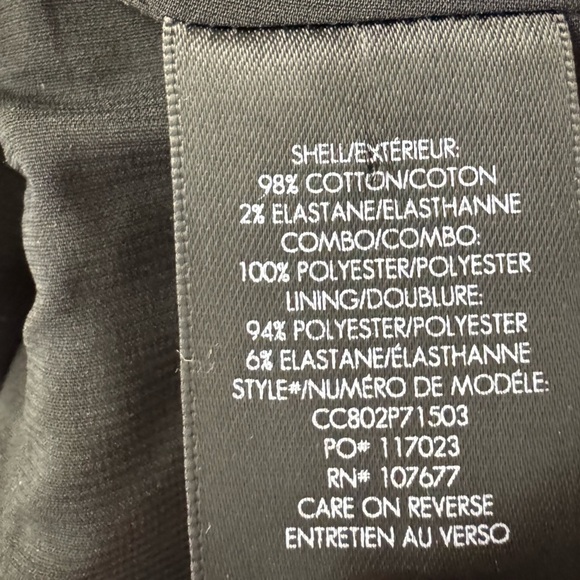 SHELL/EXTÉRIEUR:
98% COTTON/COTON
2% ELASTANE/ELASTHANNE
COMBO/COMBO:
100% POLYESTER/POLYESTER
LINING/DOUBLURE:
94% POLYESTER/POLYESTER
6% ELASTANE/ÉLASTHANNE
STYLE#/NUMÉRO DE MODÉLE:
CC802P71503
PO# 117023
RN# 107677
CARE ON REVERSE
ENTRETIEN AU VERSO